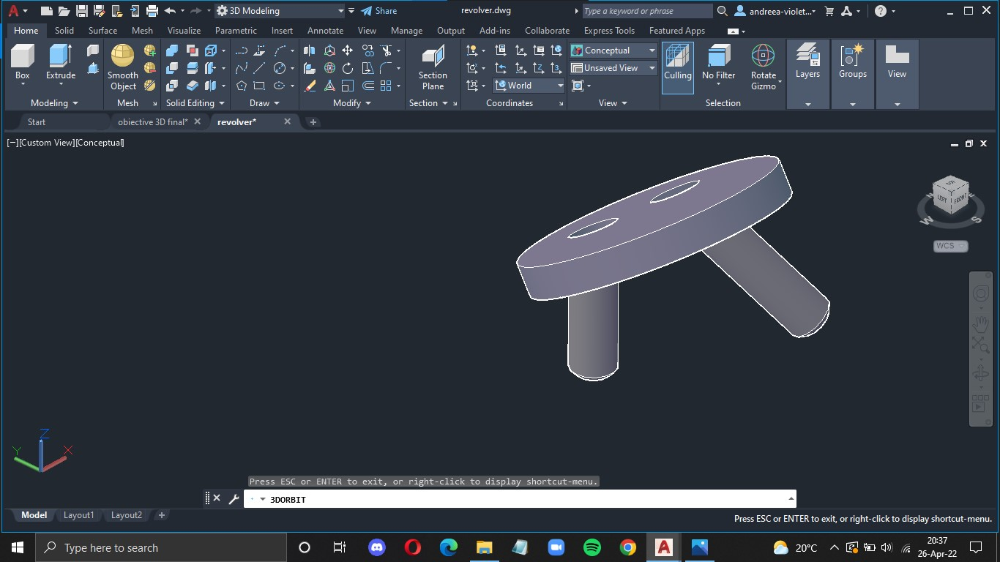 3D Modeling Share revolver.dwg Type a keyword or phrase andreea-violet...
Home Solid Surface Mesh Visualize Parametric Insert Annotate View Manage Output Add-ins Collaborate Express Tools Featured Apps
Box Extrude Smooth Object Section Plane Conceptual Unsaved View World Culling No Filter Rotate Gizmo Layers Groups View
Modeling Mesh Solid Editing Draw Modify Section Coordinates View Selection
Start obiective 3D final* revolver*
[−][Custom View][Conceptual]
LEFT FRONT
W S
WCS
Z
Y X
Press ESC or ENTER to exit, or right-click to display shortcut-menu.
3DORBIT
Model Layout1 Layout2
Press ESC or ENTER to exit, or right-click to display shortcut-menu.
Type here to search
20°C
20:37
26-Apr-22